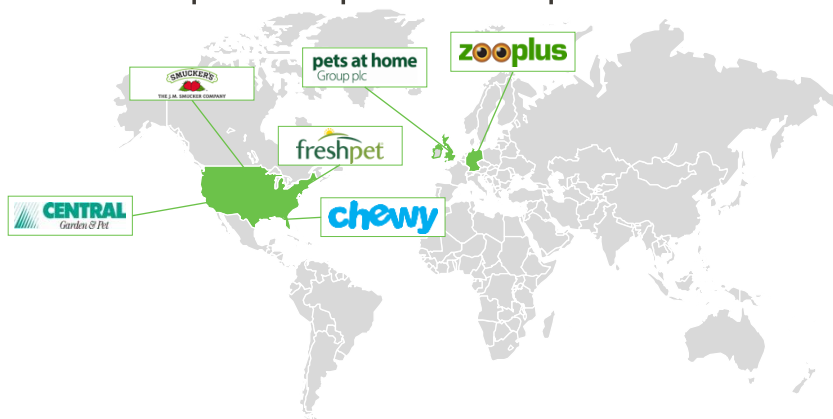 zooplus
pets at home
Group plc
SMUCKER'S
THE J.M. SMUCKER COMPANY
freshpet
CENTRAL
Garden & Pet
chewy